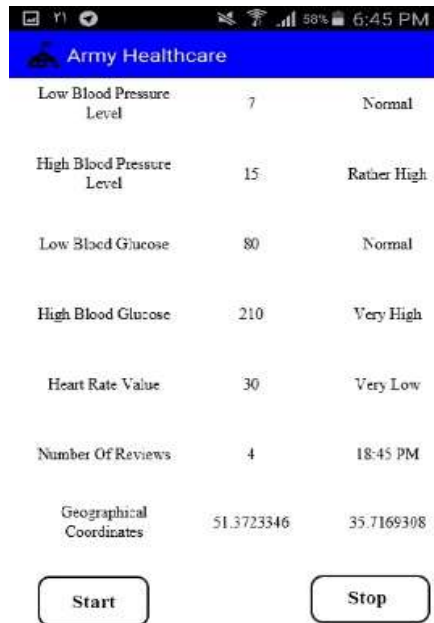 ٢١ 58% 6:45 PM
Army Healthcare
Low Blood Pressure
Level
7
Normal
High Blood Pressure
Level
15
Rather High
Low Blood Glucose
80
Normal
High Blood Glucose
210
Very High
Heart Rate Value
30
Very Low
Number Of Reviews
4
18:45 PM
Geographical
Coordinates
51.3723346
35.7169308
Start
Stop